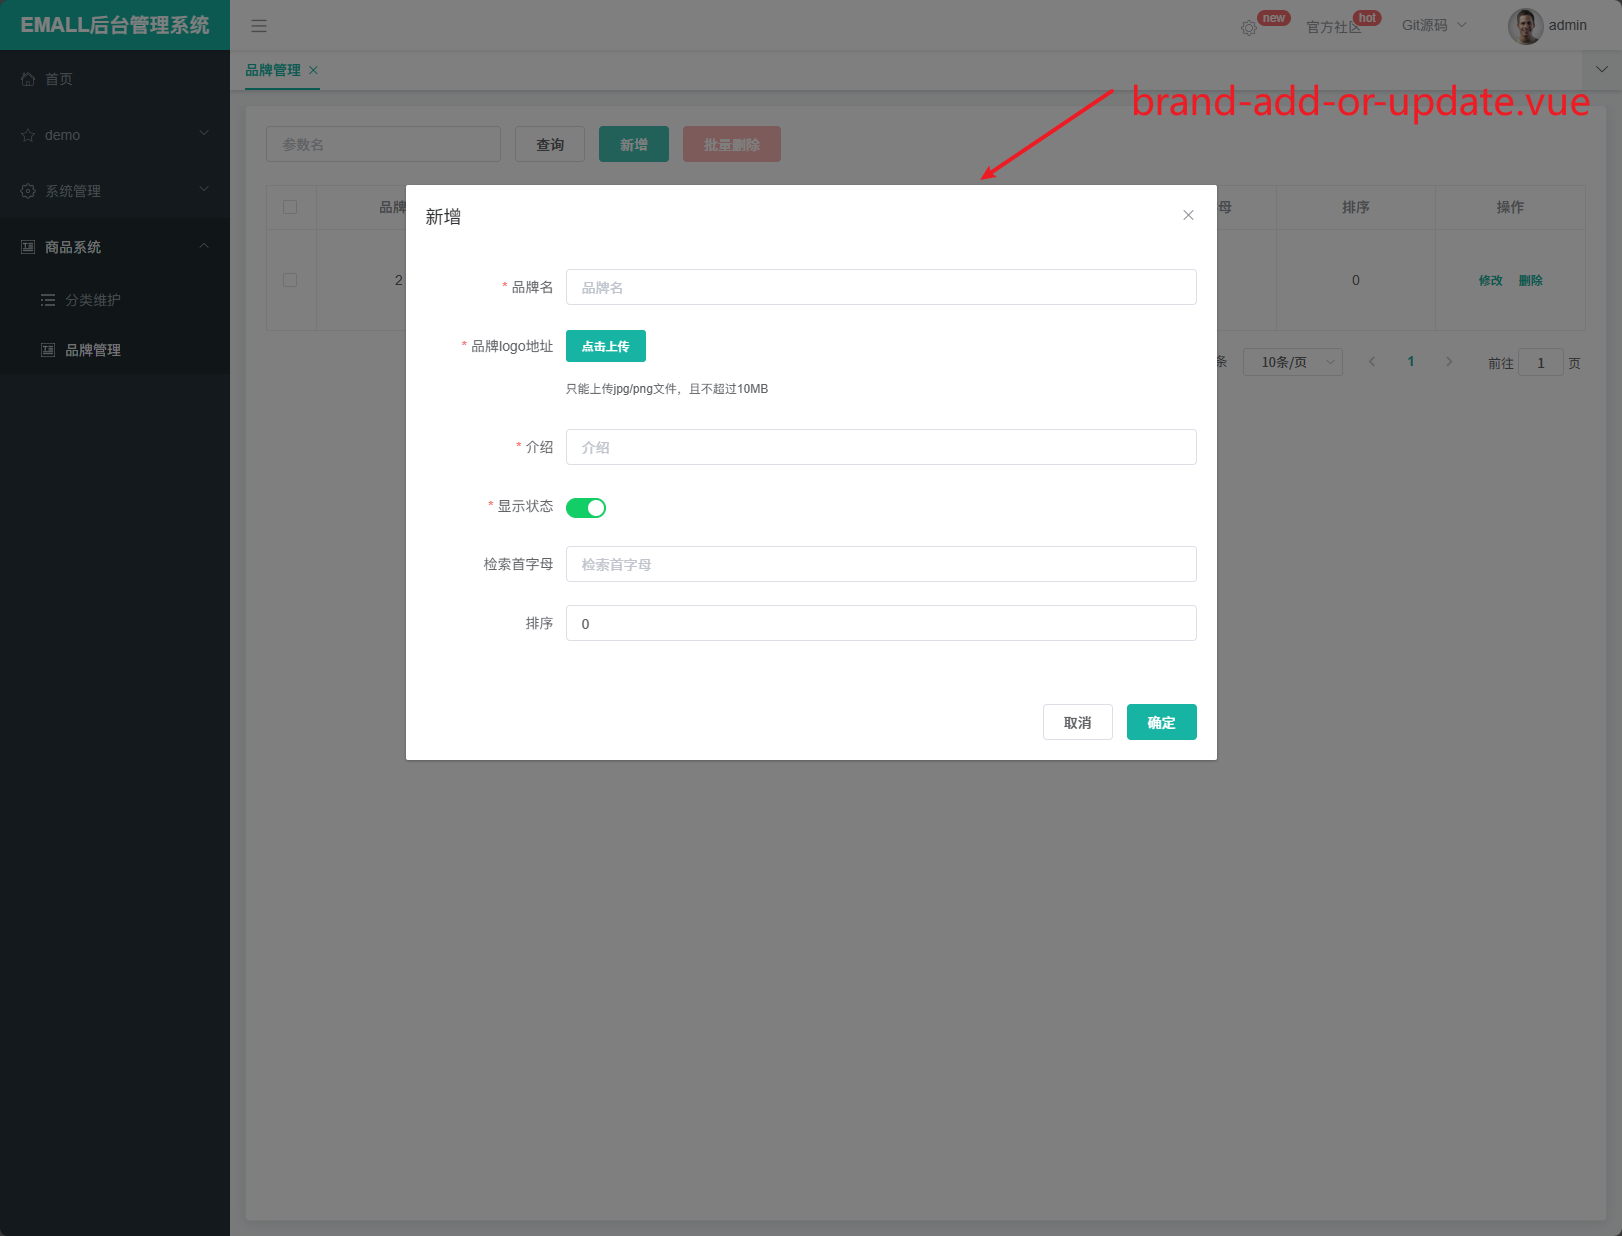 EMALL后台管理系统
new
官方社区
hot
Git源码
admin
首页
demo
系统管理
商品系统
分类维护
品牌管理
品牌管理
brand-add-or-update.vue
参数名
查询
新增
批量删除
品牌
母
排序
操作
2
0
修改
删除
条
10条/页
1
前往
1
页
新增
* 品牌名
品牌名
* 品牌logo地址
点击上传
只能上传jpg/png文件，且不超过10MB
* 介绍
介绍
* 显示状态
检索首字母
检索首字母
排序
0
取消
确定